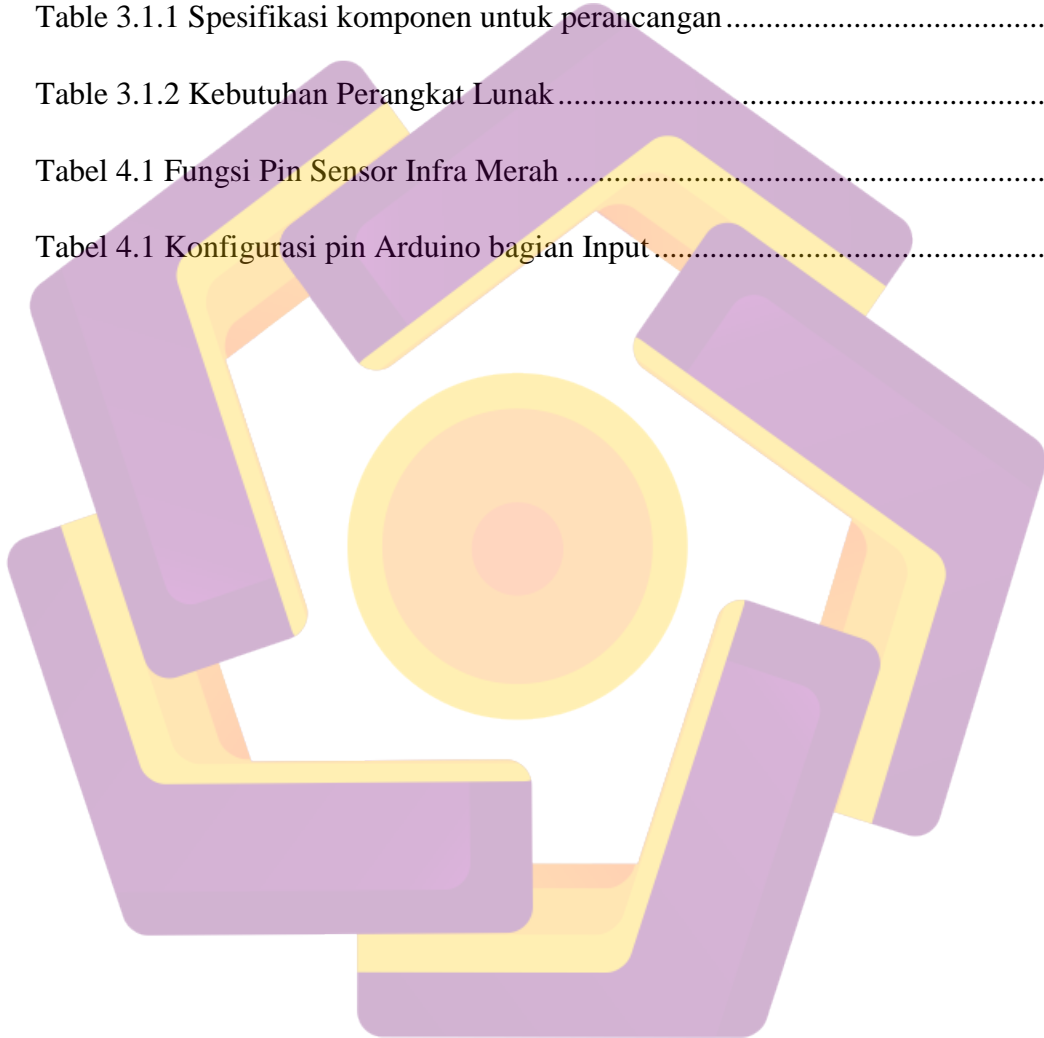 Table 3.1.1 Spesifikasi komponen untuk perancangan.......................................
Table 3.1.2 Kebutuhan Perangkat Lunak............................................................
Tabel 4.1 Fungsi Pin Sensor Infra Merah ...........................................................
Tabel 4.1 Konfigurasi pin Arduino bagian Input................................................